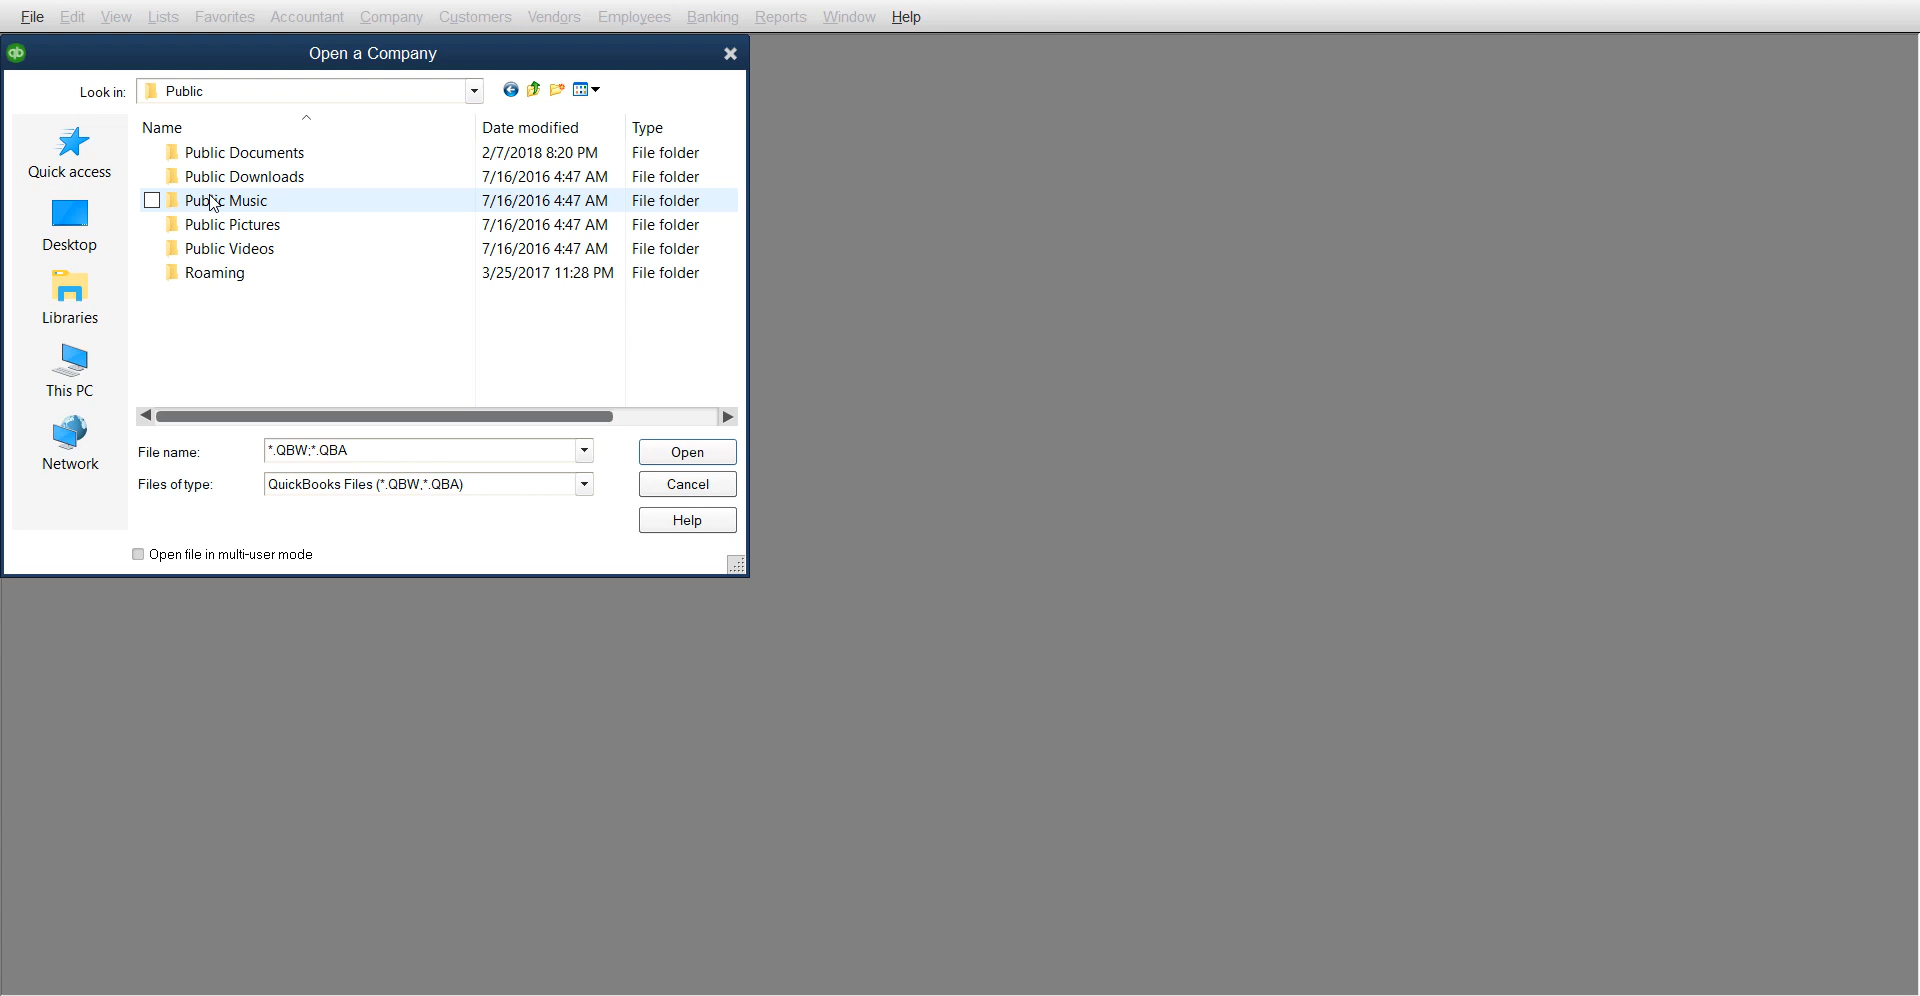 File Edit View Lists Favorites Accountant Company Customers Vendors Employees Banking Reports Window Help
qb Open a Company
Look in: Public
Name Date modified Type
Public Documents 2/7/2018 8:20 PM File folder
Public Downloads 7/16/2016 4:47 AM File folder
Public Music 7/16/2016 4:47 AM File folder
Public Pictures 7/16/2016 4:47 AM File folder
Public Videos 7/16/2016 4:47 AM File folder
Roaming 3/25/2017 11:28 PM File folder
Quick access
Desktop
Libraries
This PC
Network
File name: *.QBW;*.QBA Open
Files of type: QuickBooks Files (*.QBW,*.QBA) Cancel
Help
Open file in multi-user mode